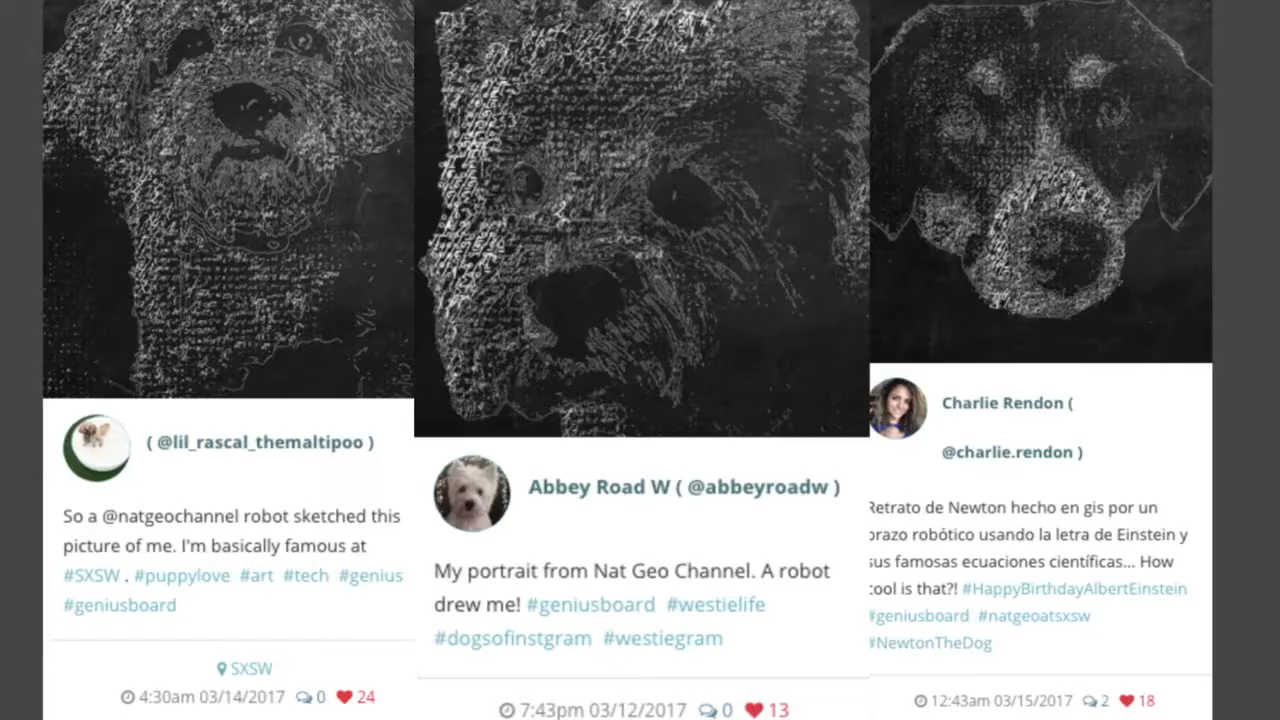 ( @lil_rascal_themaltipoo )
So a @natgeochannel robot sketched this
picture of me. I'm basically famous at
#SXSW . #puppylove #art #tech #genius
#geniusboard
SXSW
4:30am 03/14/2017 0 24
Abbey Road W ( @abbeyroadw )
My portrait from Nat Geo Channel. A robot
drew me! #geniusboard #westielife
#dogsofinstgram #westiegram
7:43pm 03/12/2017 0 13
Charlie Rendon (
@charlie.rendon )
Retrato de Newton hecho en gis por un
brazo robótico usando la letra de Einstein y
sus famosas ecuaciones científicas... How
cool is that?! #HappyBirthdayAlbertEinstein
#geniusboard #natgeoatsxsw
#NewtonTheDog
12:43am 03/15/2017 2 18